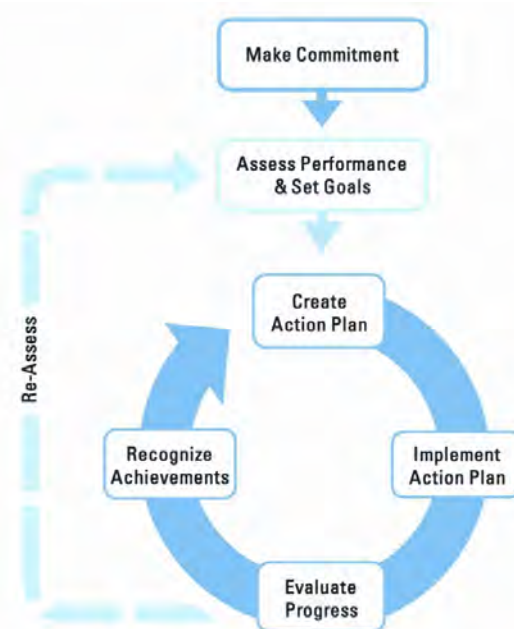 Make Commitment
Assess Performance
& Set Goals
Create
Action Plan
Re-Assess
Recognize
Achievements
Implement
Action Plan
Evaluate
Progress